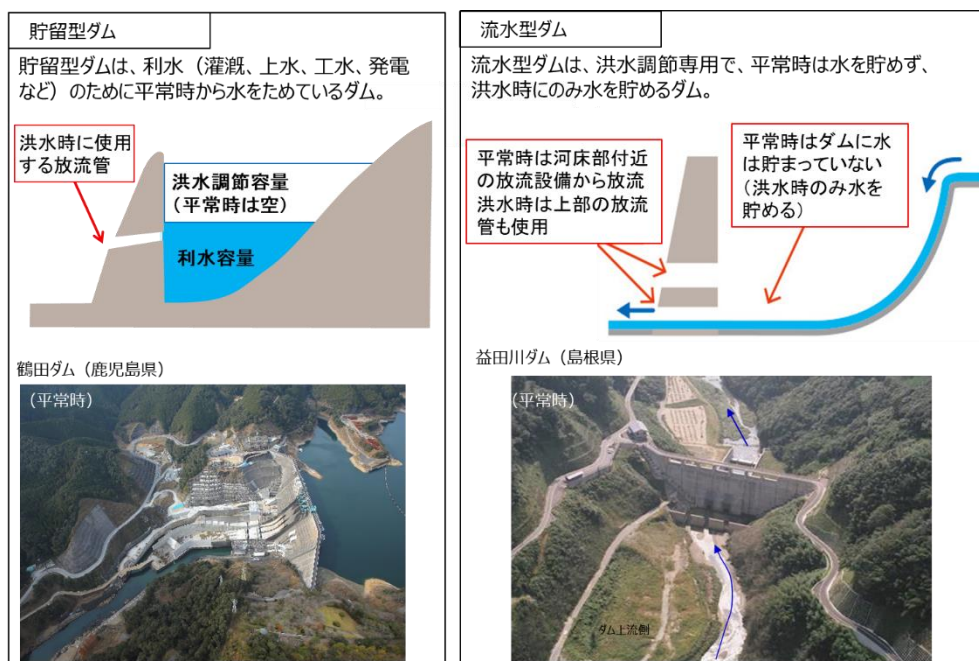 貯留型ダム
貯留型ダムは、利水（灌漑、上水、工水、発電
など）のために平常時から水をためているダム。
洪水時に使用
する放流管
洪水調節容量
（平常時は空）
利水容量
鶴田ダム（鹿児島県）
（平常時）
流水型ダム
流水型ダムは、洪水調節専用で、平常時は水を貯めず、
洪水時にのみ水を貯めるダム。
平常時は河床部付近
の放流設備から放流
洪水時は上部の放流
管も使用
平常時はダムに水
は貯まっていない
（洪水時のみ水を
貯める）
益田川ダム（島根県）
（平常時）
ダム上流側